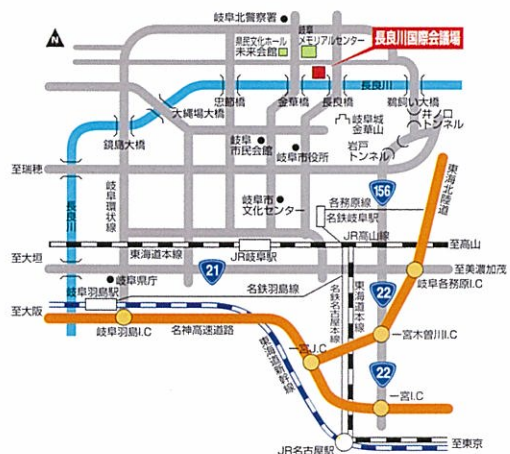 岐阜北警察署
N
県民文化ホール
未来会館
岐阜
メモリアルセンター
長良川国際会議場
長良川
忠節橋
金華橋
長良橋
鵜飼い大橋
大縄場大橋
鏡島大橋
岐阜
市民会館
岐阜市役所
岐阜城
金華山
井ノ口
トンネル
岩戸
トンネル
至瑞穂
長良川
岐阜環状線
岐阜市
文化センター
156
東海北陸道
各務原線
名鉄岐阜駅
JR高山線
至高山
東海道本線
JR岐阜駅
至大垣
21
至美濃加茂
岐阜各務原I.C
岐阜県庁
岐阜羽島駅
名鉄羽島線
名鉄名古屋本線
東海道本線
22
至大阪
岐阜羽島I.C
名神高速道路
一宮木曽川I.C
東海道新幹線
一宮J.C
22
一宮I.C
JR名古屋駅
至東京